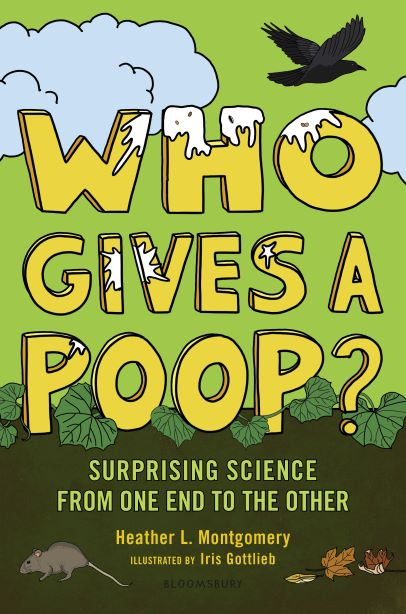 WHO
GIVES A
POOP?
SURPRISING SCIENCE
FROM ONE END TO THE OTHER
Heather L. Montgomery
ILLUSTRATED BY Iris Gottlieb
BLOOMSBURY